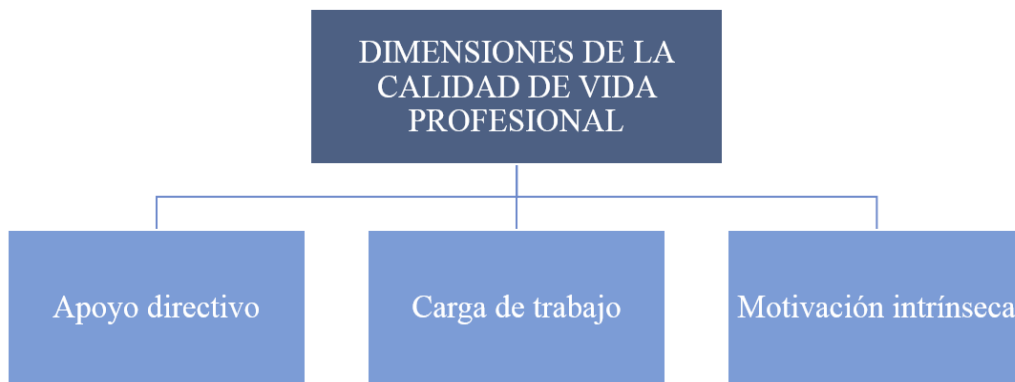 DIMENSIONES DE LA
CALIDAD DE VIDA
PROFESIONAL
Apoyo directivo
Carga de trabajo
Motivación intrínseca